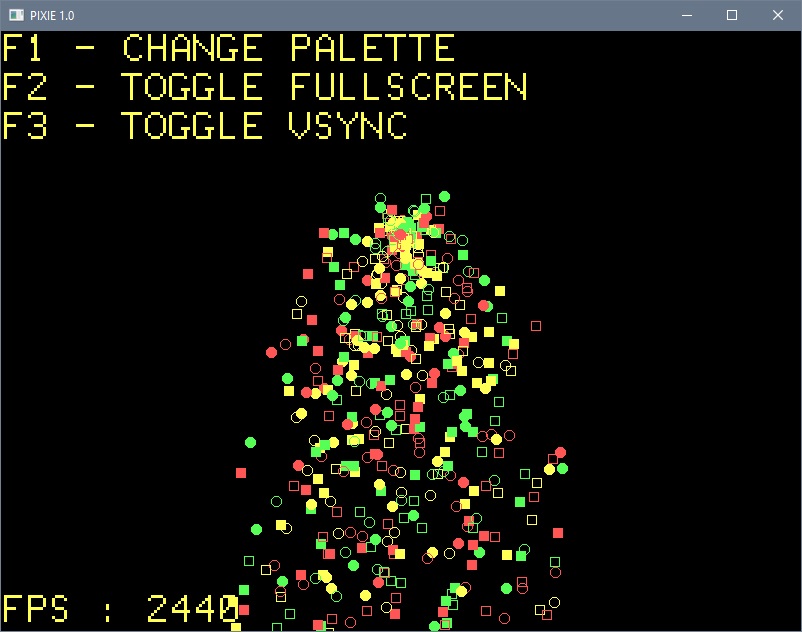 PIXIE 1.0
F1 - CHANGE PALETTE
F2 - TOGGLE FULLSCREEN
F3 - TOGGLE VSYNC
FPS : 2440